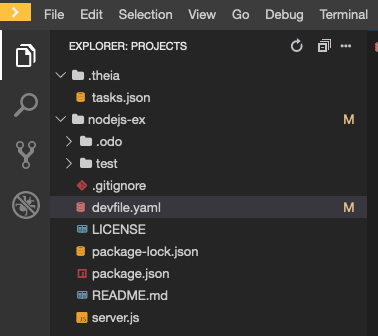 File Edit Selection View Go Debug Terminal
EXPLORER: PROJECTS
.theia
tasks.json
nodejs-ex M
.odo
test
.gitignore
devfile.yaml M
LICENSE
package-lock.json
package.json
README.md
JS server.js